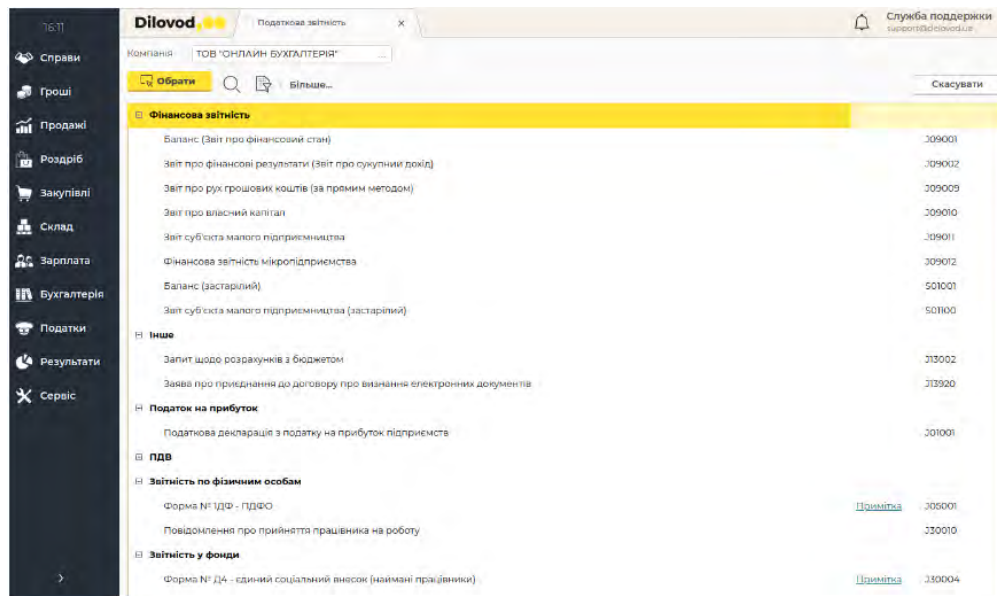 16:11
Dilovod
Податкова звітність ×
Служба поддержки
support@dilovod.ua
Компанія ТОВ "ОНЛАЙН БУХГАЛТЕРІЯ" ...
Обрати Більше... Скасувати
Справи
Гроші
Продажі
Роздріб
Закупівлі
Склад
Зарплата
Бухгалтерія
Податки
Результати
Сервіс
Фінансова звітність
Баланс (Звіт про фінансовий стан) J09001
Звіт про фінансові результати (Звіт про сукупний дохід) J09002
Звіт про рух грошових коштів (за прямим методом) J09009
Звіт про власний капітал J09010
Звіт суб'єкта малого підприємництва J09011
Фінансова звітність мікропідприємства J09012
Баланс (застарілий) S01001
Звіт суб'єкта малого підприємництва (застарілий) S01100
Інше
Запит щодо розрахунків з бюджетом J13002
Заява про приєднання до договору про визнання електронних документів J13920
Податок на прибуток
Податкова декларація з податку на прибуток підприємств J01001
ПДВ
Звітність по фізичним особам
Форма № 1ДФ - ПДФО Примітка J05001
Повідомлення про прийняття працівника на роботу J30010
Звітність у фонди
Форма № Д4 - єдиний соціальний внесок (наймані працівники) Примітка J30004